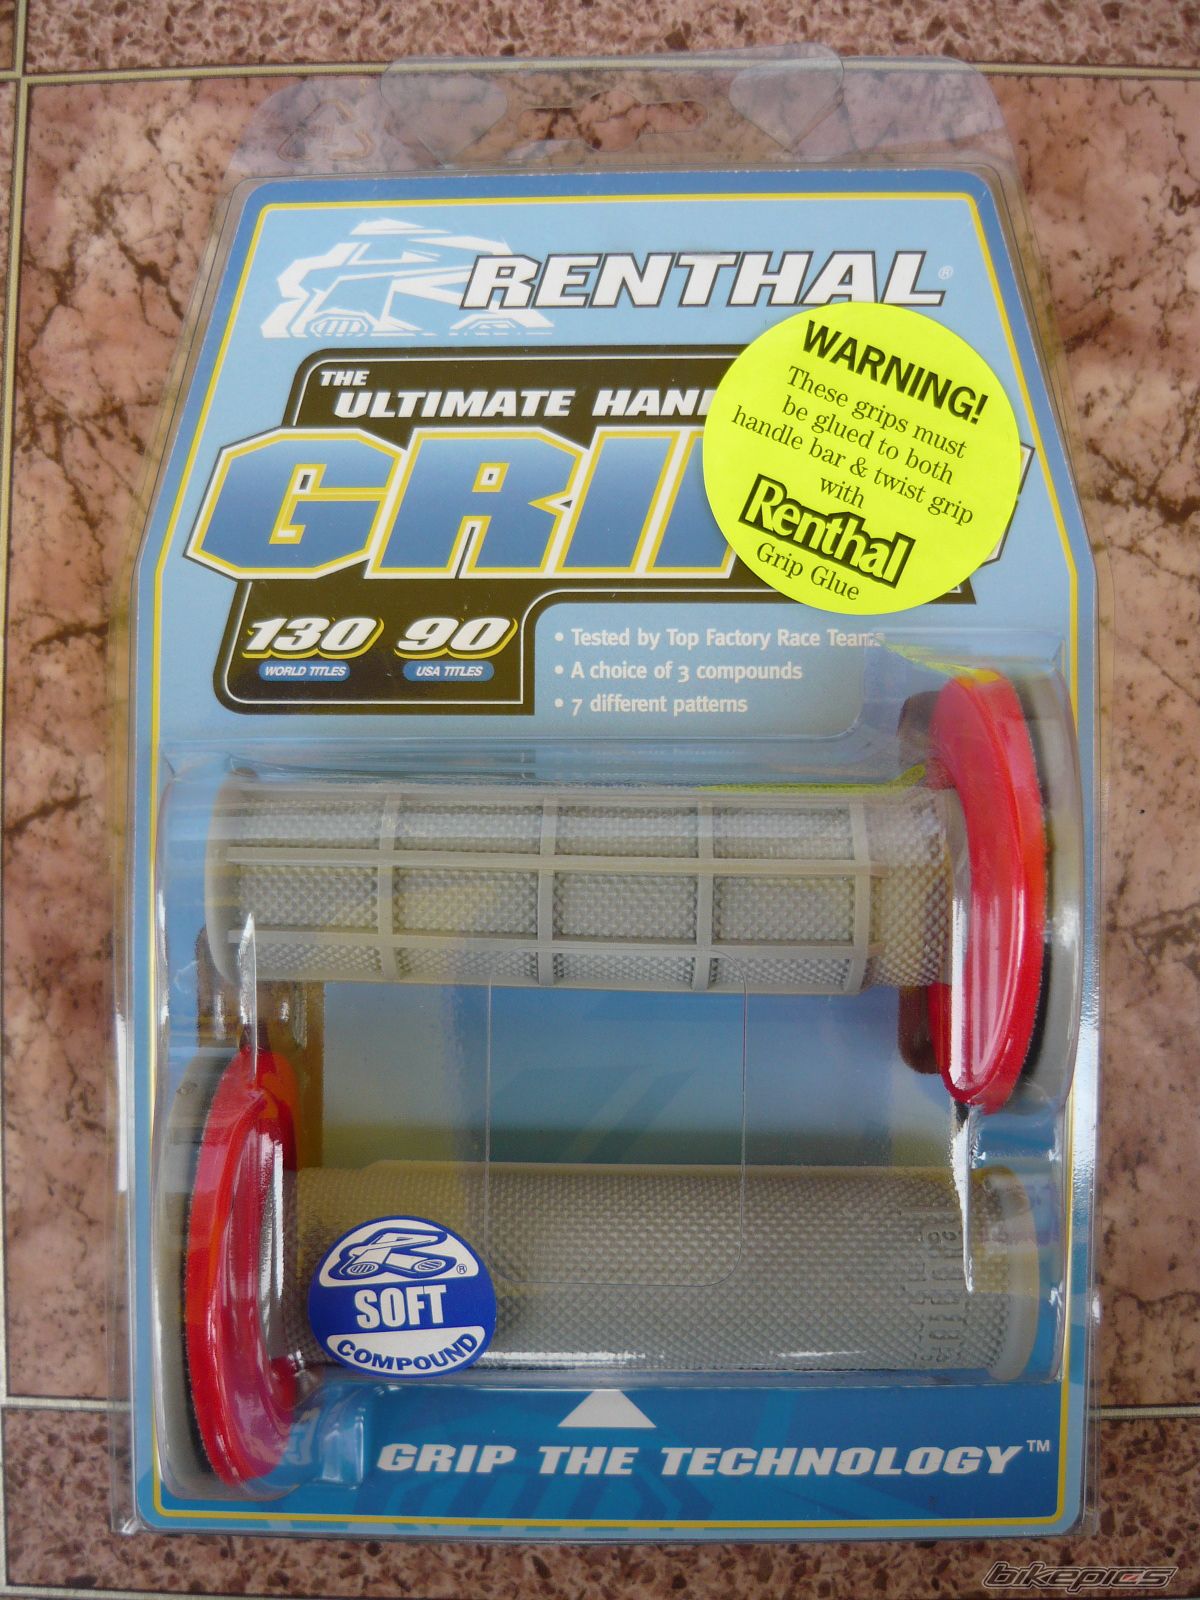 RENTHAL®
THE
ULTIMATE
GRI
WARNING!
These grips must
be glued to both
handle bar & twist grip
with
Renthal
Grip Glue
130 90
WORLD TITLES USA TITLES
• Tested by Top Factory Race Teams
• A choice of 3 compounds
• 7 different patterns
Renthal
®
SOFT
COMPOUND
GRIP THE TECHNOLOGY™
bikepics